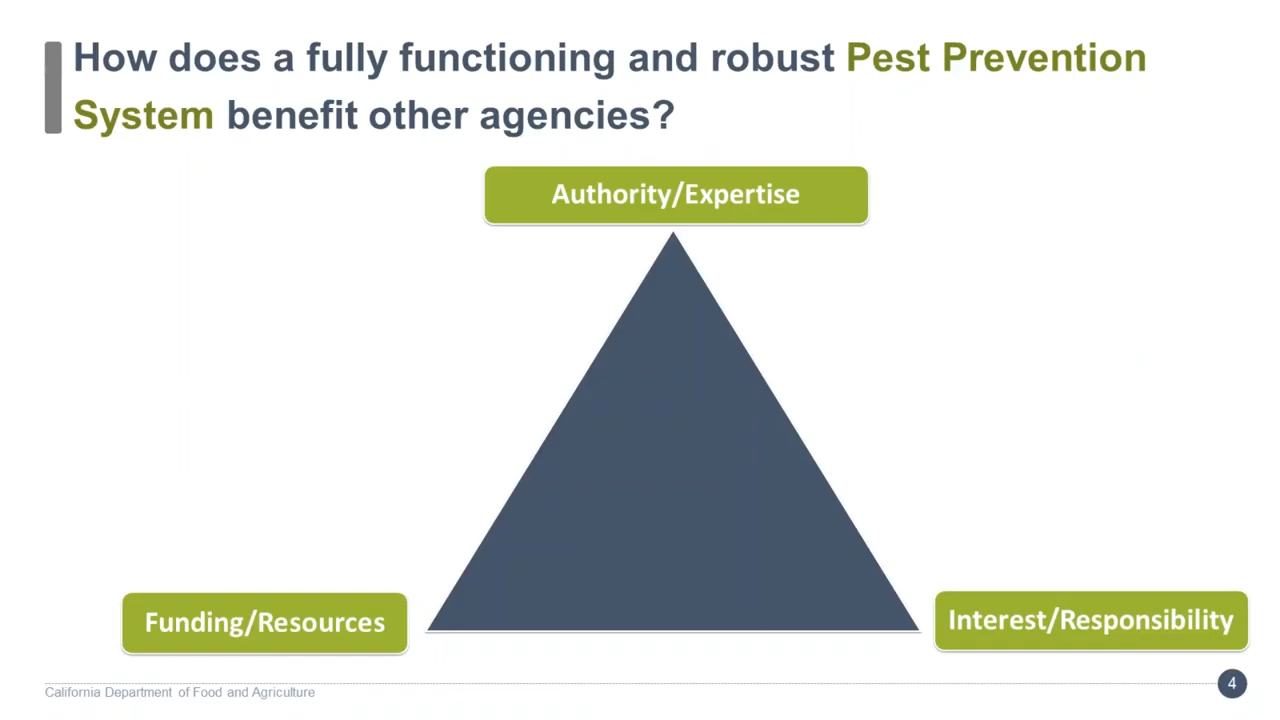 How does a fully functioning and robust Pest Prevention
System benefit other agencies?
Authority/Expertise
Funding/Resources
Interest/Responsibility
California Department of Food and Agriculture
4